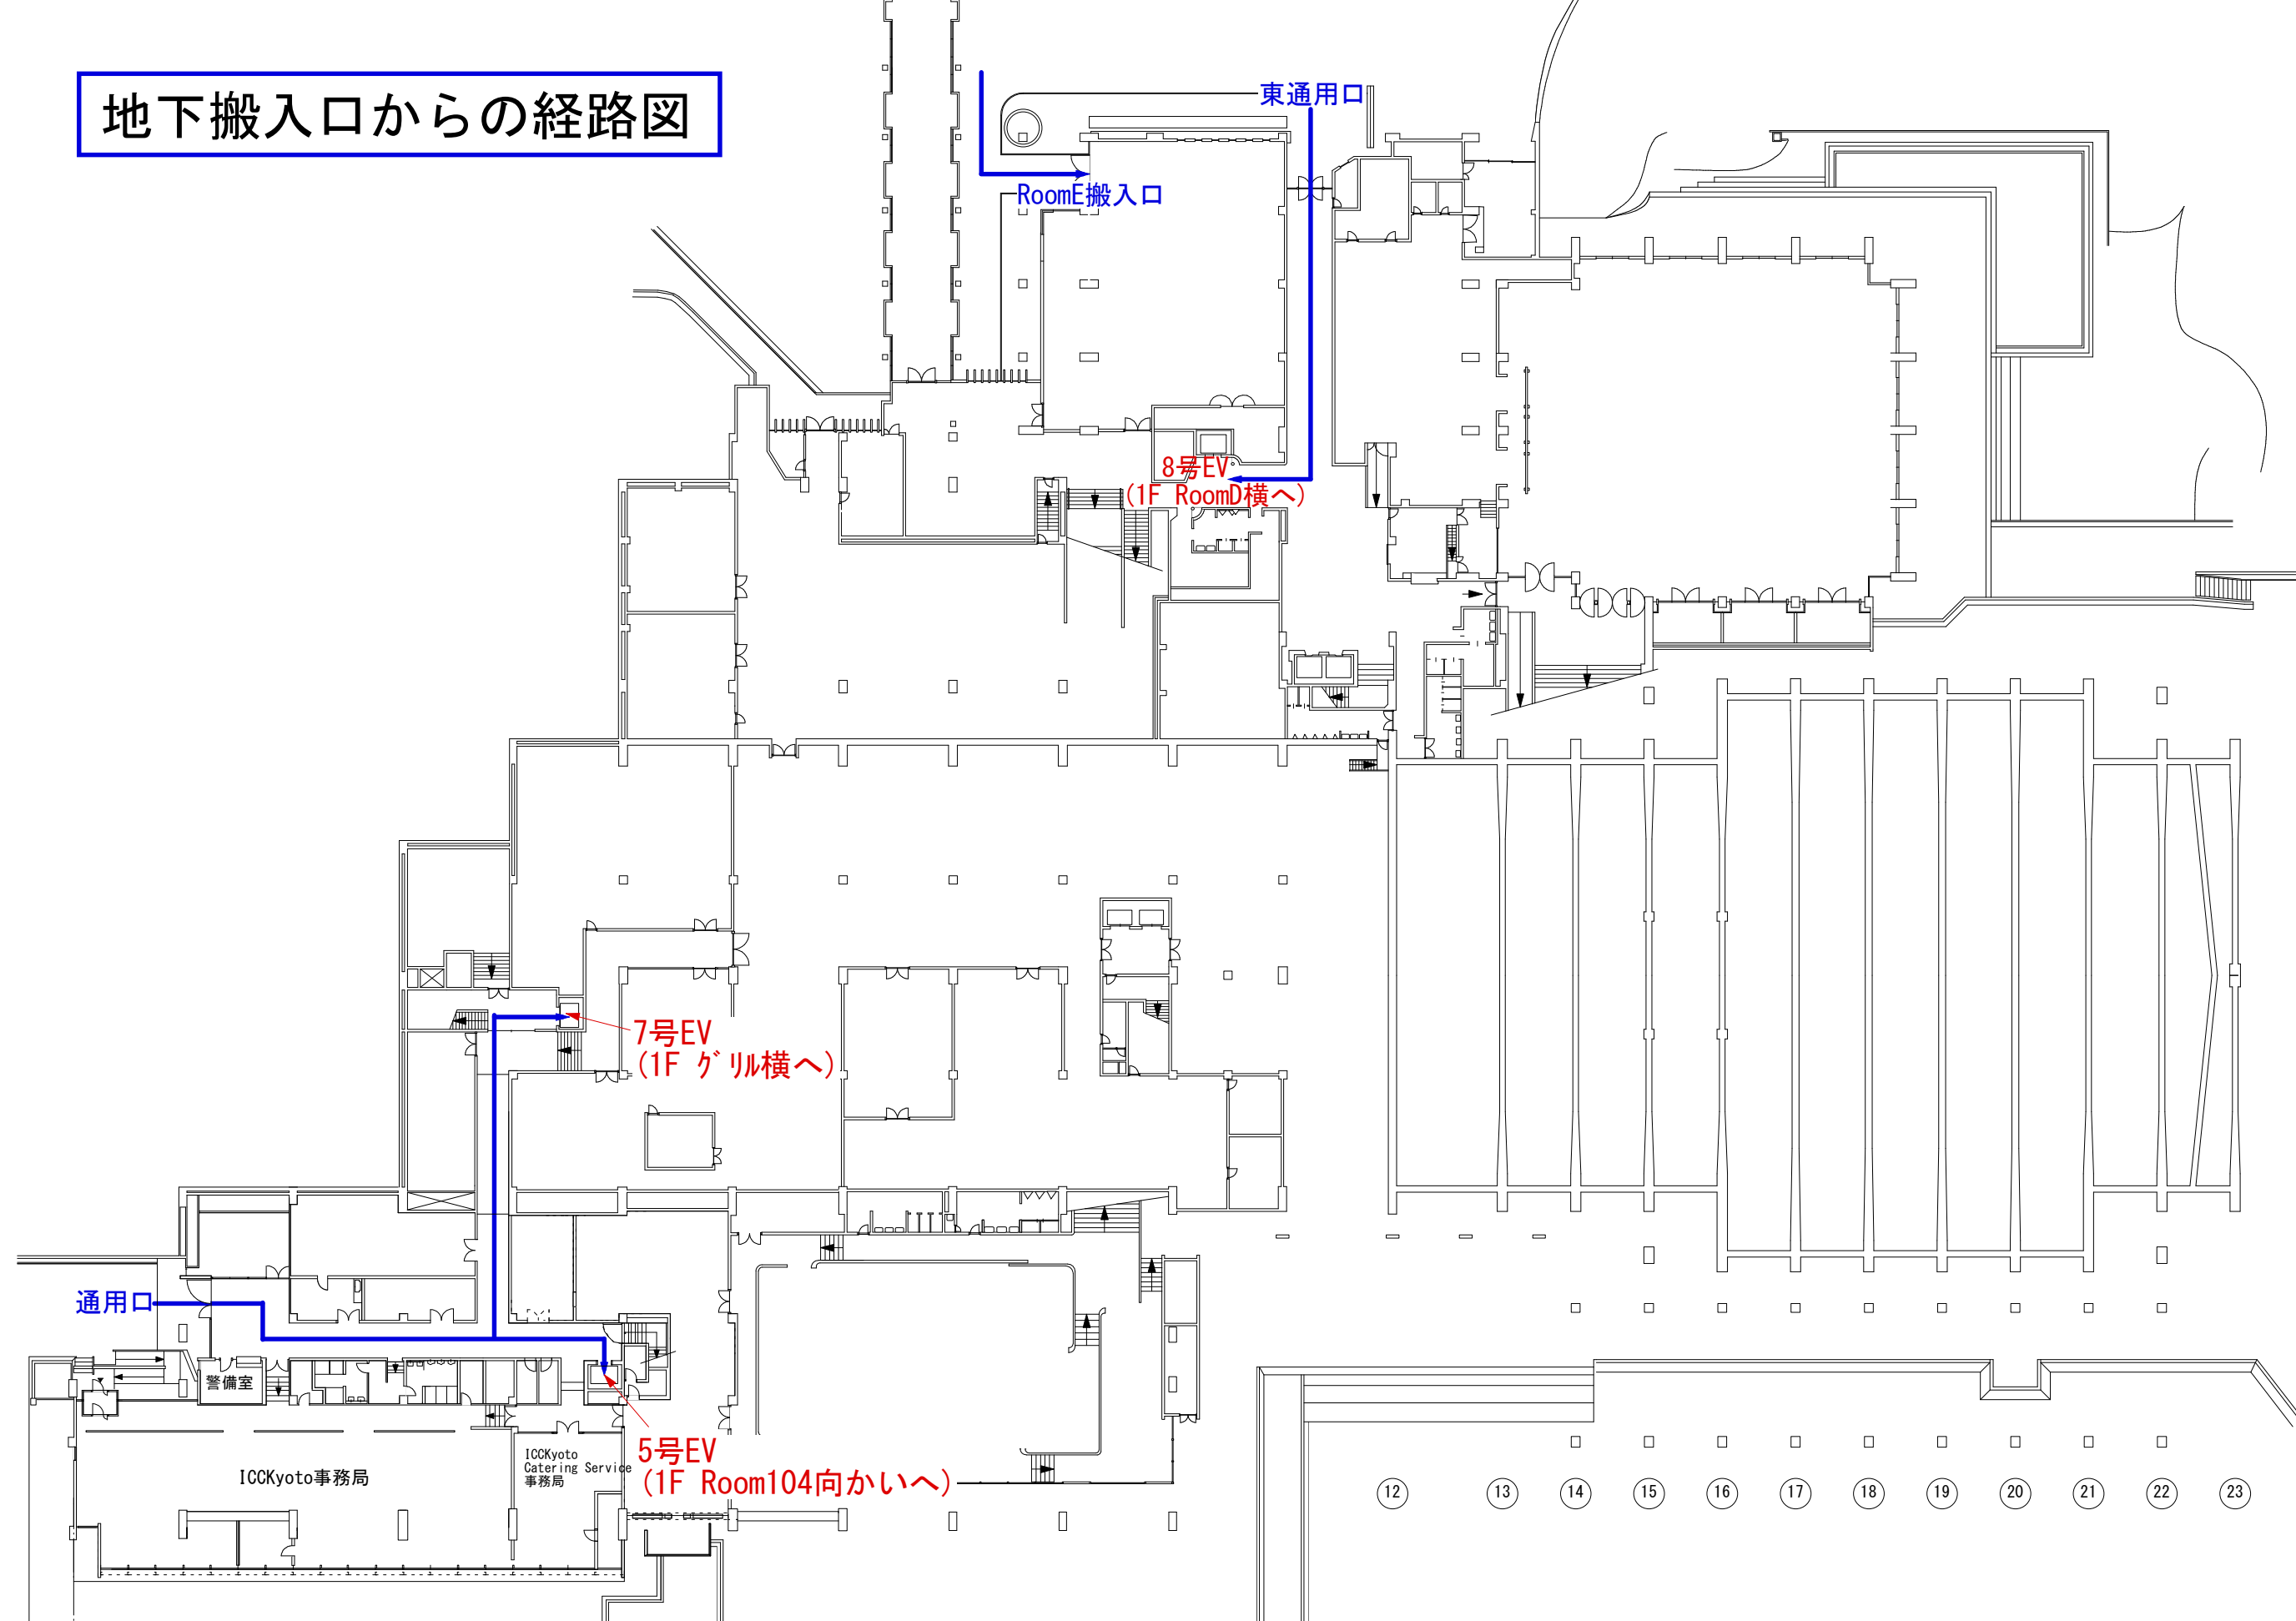 地下搬入口からの経路図
東通用口
RoomE搬入口
8号EV
(1F RoomD横へ)
7号EV
(1F グリル横へ)
通用口
警備室
ICCKyoto
Catering Service
事務局
ICCKyoto事務局
5号EV
(1F Room104向かいへ)
12 13 14 15 16 17 18 19 20 21 22 23